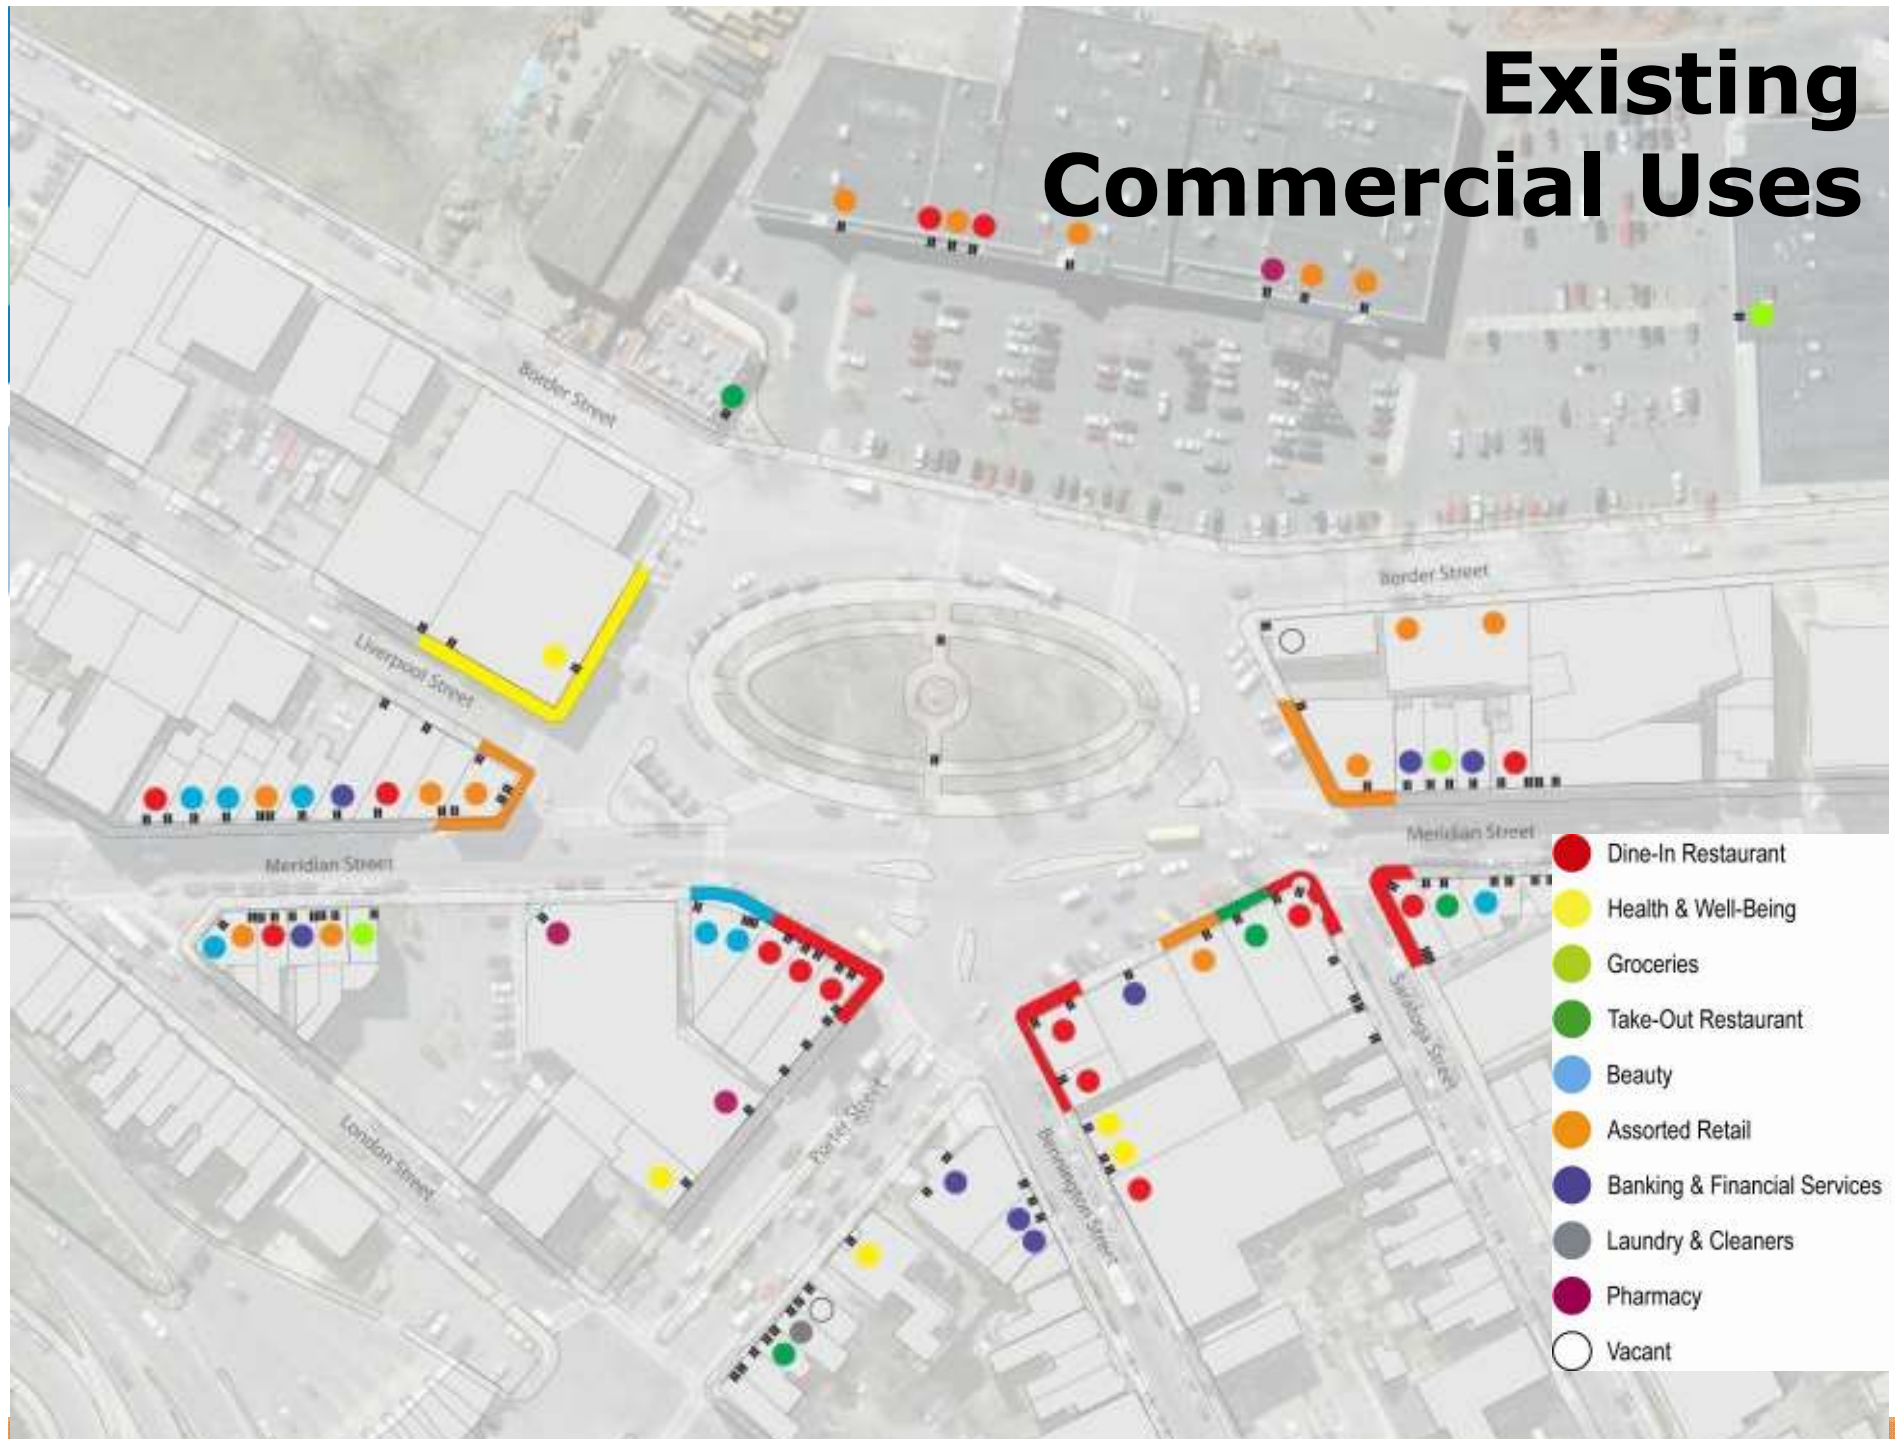 Existing
Commercial Uses
Border Street
Border Street
Liverpool Street
Meridian Street
Meridian Street
London Street
Porter Street
Bennington Street
Saratoga Street
Dine-In Restaurant
Health & Well-Being
Groceries
Take-Out Restaurant
Beauty
Assorted Retail
Banking & Financial Services
Laundry & Cleaners
Pharmacy
Vacant